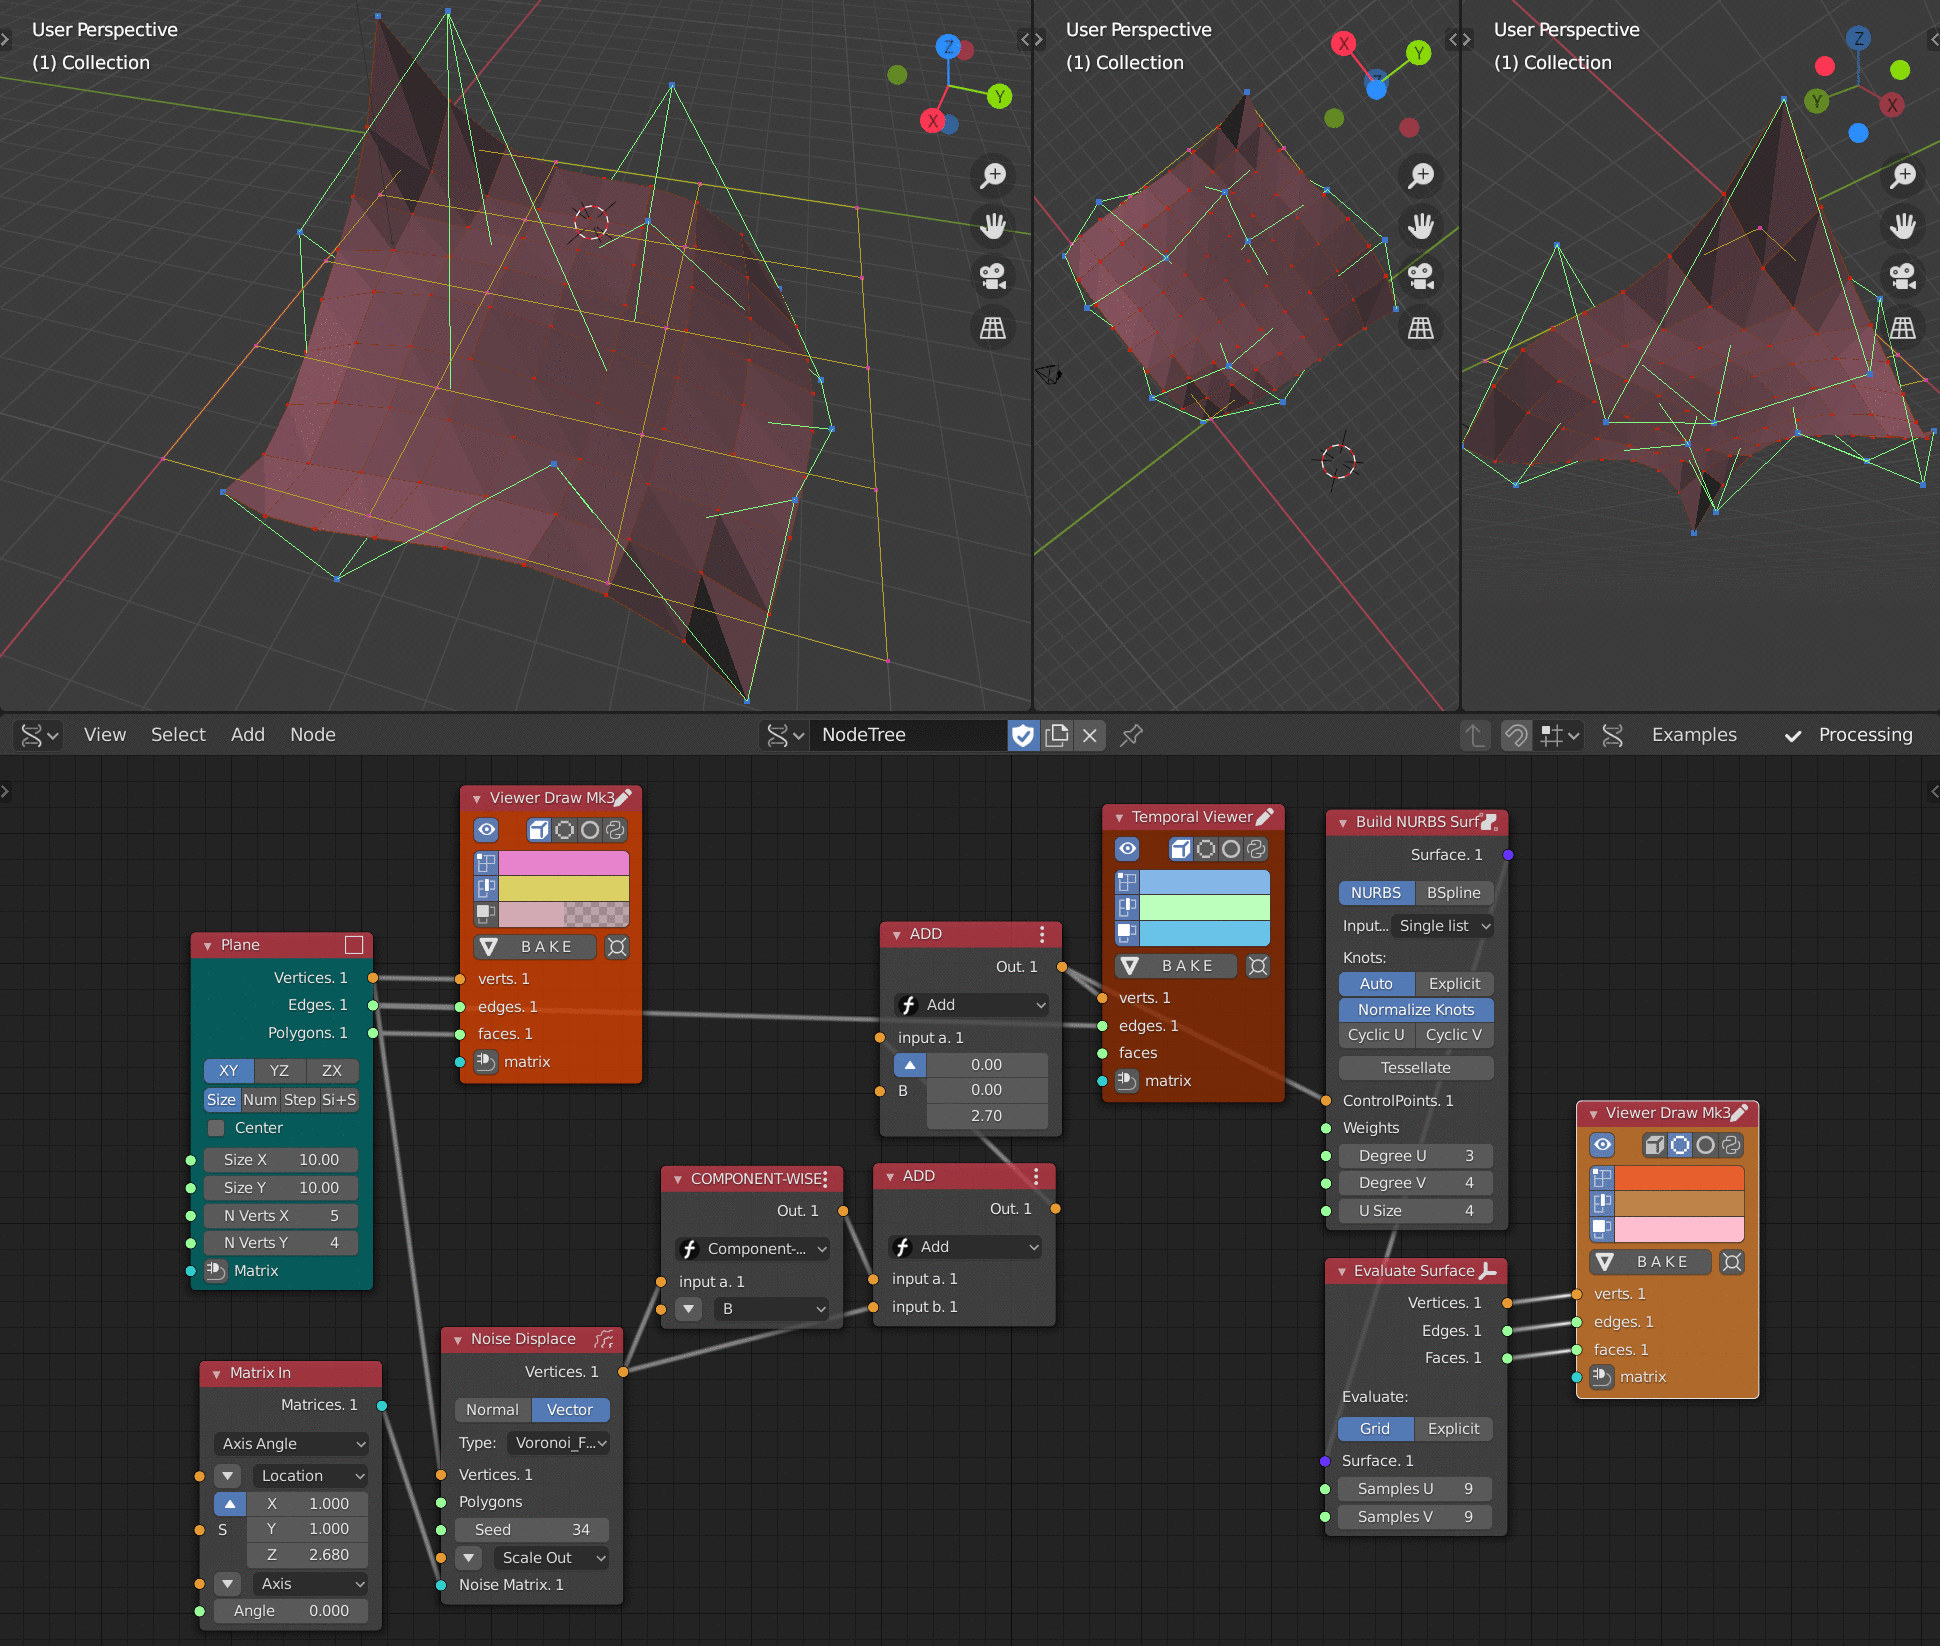 User Perspective
(1) Collection
Z
Y
X
User Perspective
(1) Collection
X
Y
Z
User Perspective
(1) Collection
Z
Y
X
View Select Add Node
NodeTree
Examples
Processing
Viewer Draw Mk3
BAKE
verts. 1
edges. 1
faces. 1
matrix
Plane
Vertices. 1
Edges. 1
Polygons. 1
XY YZ ZX
Size Num Step Si+S
Center
Size X 10.00
Size Y 10.00
N Verts X 5
N Verts Y 4
Matrix
Matrix In
Matrices. 1
Axis Angle
Location
X 1.000
S Y 1.000
Z 2.680
Axis
Angle 0.000
Noise Displace
Vertices. 1
Normal Vector
Type: Voronoi_F...
Vertices. 1
Polygons
Seed 34
Scale Out
Noise Matrix. 1
COMPONENT-WISE
Out. 1
Component-...
input a. 1
B
ADD
Out. 1
Add
input a. 1
0.00
B 0.00
2.70
ADD
Out. 1
Add
input a. 1
input b. 1
Temporal Viewer
BAKE
verts. 1
edges. 1
faces
matrix
Build NURBS Surf
Surface. 1
NURBS BSpline
Input... Single list
Knots:
Auto Explicit
Normalize Knots
Cyclic U Cyclic V
Tessellate
ControlPoints. 1
Weights
Degree U 3
Degree V 4
U Size 4
Evaluate Surface
Vertices. 1
Edges. 1
Faces. 1
Evaluate:
Grid Explicit
Surface. 1
Samples U 9
Samples V 9
Viewer Draw Mk3
BAKE
verts. 1
edges. 1
faces. 1
matrix